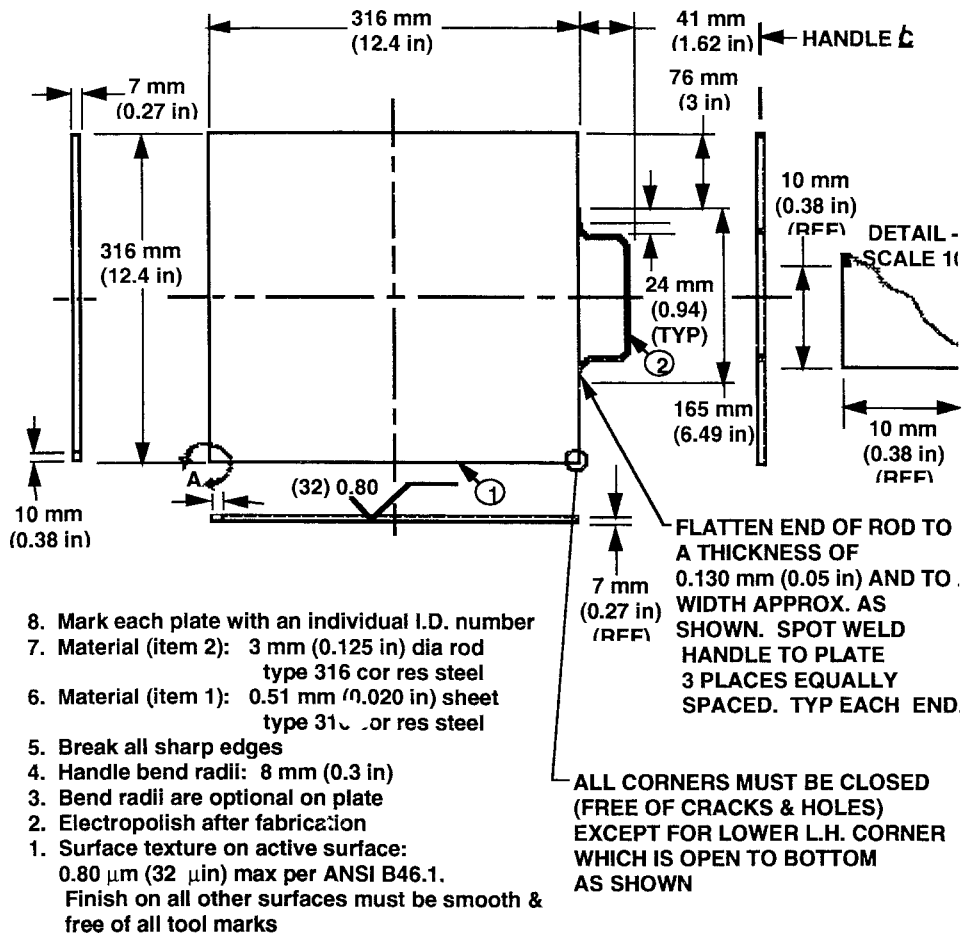 316 mm
(12.4 in)
41 mm
(1.62 in)
HANDLE
7 mm
(0.27 in)
76 mm
(3 in)
10 mm
(0.38 in)
(REF)
DETAIL -
SCALE 10
316 mm
(12.4 in)
24 mm
(0.94)
(TYP)
2
165 mm
(6.49 in)
10 mm
(0.38 in)
(REF)
A
(32) 0.80
1
10 mm
(0.38 in)
7 mm
(0.27 in)
(REF)
FLATTEN END OF ROD TO
A THICKNESS OF
0.130 mm (0.05 in) AND TO
WIDTH APPROX. AS
SHOWN. SPOT WELD
HANDLE TO PLATE
3 PLACES EQUALLY
SPACED. TYP EACH END.
8. Mark each plate with an individual I.D. number
7. Material (item 2): 3 mm (0.125 in) dia rod
type 316 cor res steel
6. Material (item 1): 0.51 mm (0.020 in) sheet
type res steel
5. Break all sharp edges
4. Handle bend radii: 8 mm (0.3 in)
3. Bend radii are optional on plate
2. Electropolish after fabrication
1. Surface texture on active surface:
0.80 μm (32 μin) max per ANSI B46.1.
Finish on all other surfaces must be smooth &
free of all tool marks
ALL CORNERS MUST BE CLOSED
(FREE OF CRACKS & HOLES)
EXCEPT FOR LOWER L.H. CORNER
WHICH IS OPEN TO BOTTOM
AS SHOWN